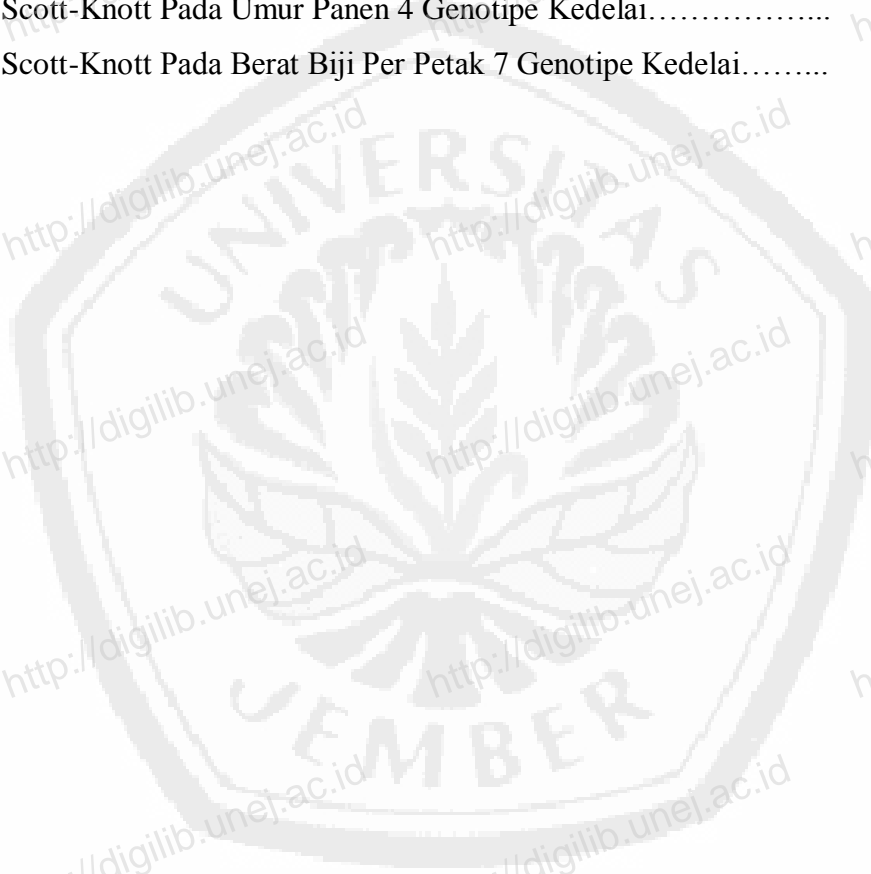 Scott-Knott Pada Umur Panen 4 Genotipe Kedelai……………...
Scott-Knott Pada Berat Biji Per Petak 7 Genotipe Kedelai……...
http://digilib.unej.ac.id
http://digilib.unej.ac.id
UNIVERSITAS
http://digilib.unej.ac.id
http://digilib.unej.ac.id
http://digilib.unej.ac.id
http://digilib.unej.ac.id
JEMBER
http://digilib.unej.ac.id
http://digilib.unej.ac.id